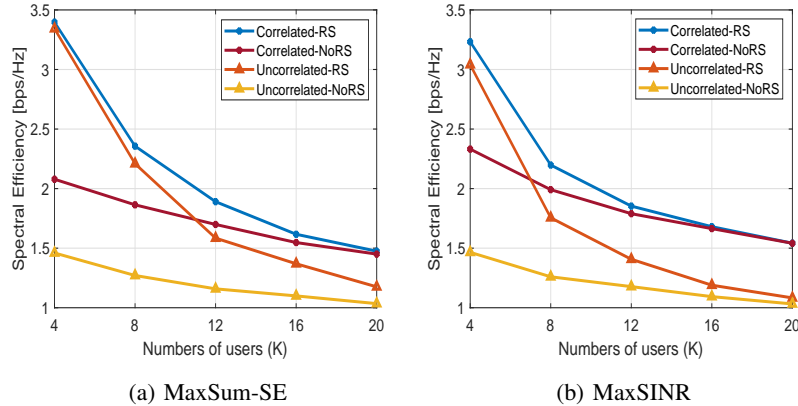 3.5
3
2.5
2
1.5
1
Spectral Efficiency [bps/Hz]
Correlated-RS
Correlated-NoRS
Uncorrelated-RS
Uncorrelated-NoRS
4 8 12 16 20
Numbers of users (K)
(a) MaxSum-SE
3.5
3
2.5
2
1.5
1
Spectral Efficiency [bps/Hz]
Correlated-RS
Correlated-NoRS
Uncorrelated-RS
Uncorrelated-NoRS
4 8 12 16 20
Numbers of users (K)
(b) MaxSINR